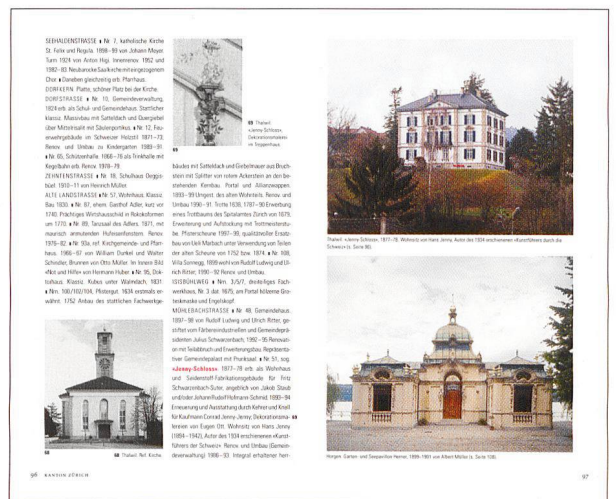 SEEHALDENSTRASSE ▮ Nr. 7, katholische Kirche
St. Felix und Regula. 1898–99 von Johann Meyer.
Turm 1924 von Anton Higi. Innenrenov. 1952 und
1982–83. Neubarocke Saalkirche mit eingezogenem
Chor. ▮ Daneben gleichzeitig erb. Pfarrhaus.
DORFKERN. Platte, schöner Platz bei der Kirche.
DORFSTRASSE ▮ Nr. 10, Gemeindeverwaltung,
1824 erb. als Schul- und Gemeindehaus. Stattlicher
klassiz. Massivbau mit Satteldach und Quergiebel
über Mittelrisalit mit Säulenportikus. ▮ Nr. 12, Feu-
erwehrgebäude im Schweizer Holzstil 1871–73.
Renov. und Umbau zu Kindergarten 1989–91.
▮ Nr. 65, Schützenhalle. 1868–76 als Trinkhalle mit
Kegelbahn erb. Renov. 1978–79.
ZEHNTENSTRASSE ▮ Nr. 18, Schulhaus Oeggis-
büel. 1910–11 von Heinrich Müller.
ALTE LANDSTRASSE ▮ Nr. 57, Wohnhaus. Klassiz.
Bau 1830. ▮ Nr. 87, ehem. Gasthof Adler, kurz vor
1740. Prächtiges Wirtshausschild in Rokokoformen
um 1770. ▮ Nr. 89, Tanzsaal des Adlers. 1871, mit
maurisch anmutenden Hufeisenfenstern. Renov.
1976–82. ▮ Nr. 93a, ref. Kirchgemeinde- und Pfarr-
haus. 1966–67 von William Dunkel und Walter
Schindler, Brunnen von Otto Müller. Im Innern Bild
«Not und Hilfe» von Hermann Huber. ▮ Nr. 95, Dok-
torhaus. Klassiz. Kubus unter Walmdach, 1831.
▮ Nrn. 100/102/104, Pfistergut. 1634 erstmals er-
wähnt. 1752 Anbau des stattlichen Fachwerkge-
68
68 Thalwil. Ref. Kirche.
69
69 Thalwil.
«Jenny-Schloss»,
Dekorationsmalerei
im Treppenhaus.
bäudes mit Satteldach und Giebelmauer aus Bruch-
stein mit Splitter von rotem Ackerstein an den be-
stehenden Kernbau. Portal und Allianzwappen.
1893–99 Umgest. des alten Wohnteils. Renov. und
Umbau 1990–91. Trotte 1638, 1787–90 Erweiterung
eines Trottbaums des Spitalamtes Zürich von 1679,
Erweiterung und Aufstockung mit Trottmeisterstu-
be. Pfisterscheune 1997–99, qualitätvoller Ersatz-
bau von Ueli Marbach unter Verwendung von Teilen
der alten Scheune von 1752 bzw. 1874. ▮ Nr. 108,
Villa Sonnegg, 1899 wohl von Rudolf Ludwig und Ul-
rich Ritter; 1990–92 Renov. und Umbau.
ISISBÜHLWEG ▮ Nrn. 3/5/7, dreiteiliges Fach-
werkhaus, Nr. 3 dat. 1675, am Portal hölzerne Gro-
teskmaske und Engelskopf.
MÜHLEBACHSTRASSE ▮ Nr. 48, Gemeindehaus.
1897–98 von Rudolf Ludwig und Ulrich Ritter, ge-
stiftet vom Färbereiindustriellen und Gemeindeprä-
sidenten Julius Schwarzenbach; 1992–95 Renovati-
on mit Teilabbruch und Erweiterungsbau. Repräsenta-
tiver Gemeindepalast mit Prunksaal. ▮ Nr. 51, sog.
«Jenny-Schloss». 1977–78 erb. als Wohnhaus
und Seidenstoff-Fabrikationsgebäude für Fritz
Schwarzenbach-Suter, angeblich von Jakob Staub
und/oder Johann Rudolf Hofmann-Schmid. 1893–94
Erneuerung und Ausstattung durch Kehrer und Knell
für Kaufmann Conrad Jenny-Jenny; Dekorationsma- 69
lereien von Eugen Ott. Wohnsitz von Hans Jenny
(1894–1942), Autor des 1934 erschienenen «Kunst-
führers der Schweiz». Renov. und Umbau (Gemein-
deverwaltung) 1986–93. Integral erhaltener herr-
96 KANTON ZÜRICH
Thalwil. «Jenny-Schloss», 1877–78. Wohnsitz von Hans Jenny, Autor des 1934 erschienenen «Kunstführers durch die
Schweiz» (s. Seite 96).
Horgen. Garten- und Seepavillon Herner, 1899–1901 von Albert Müller (s. Seite 108).
97